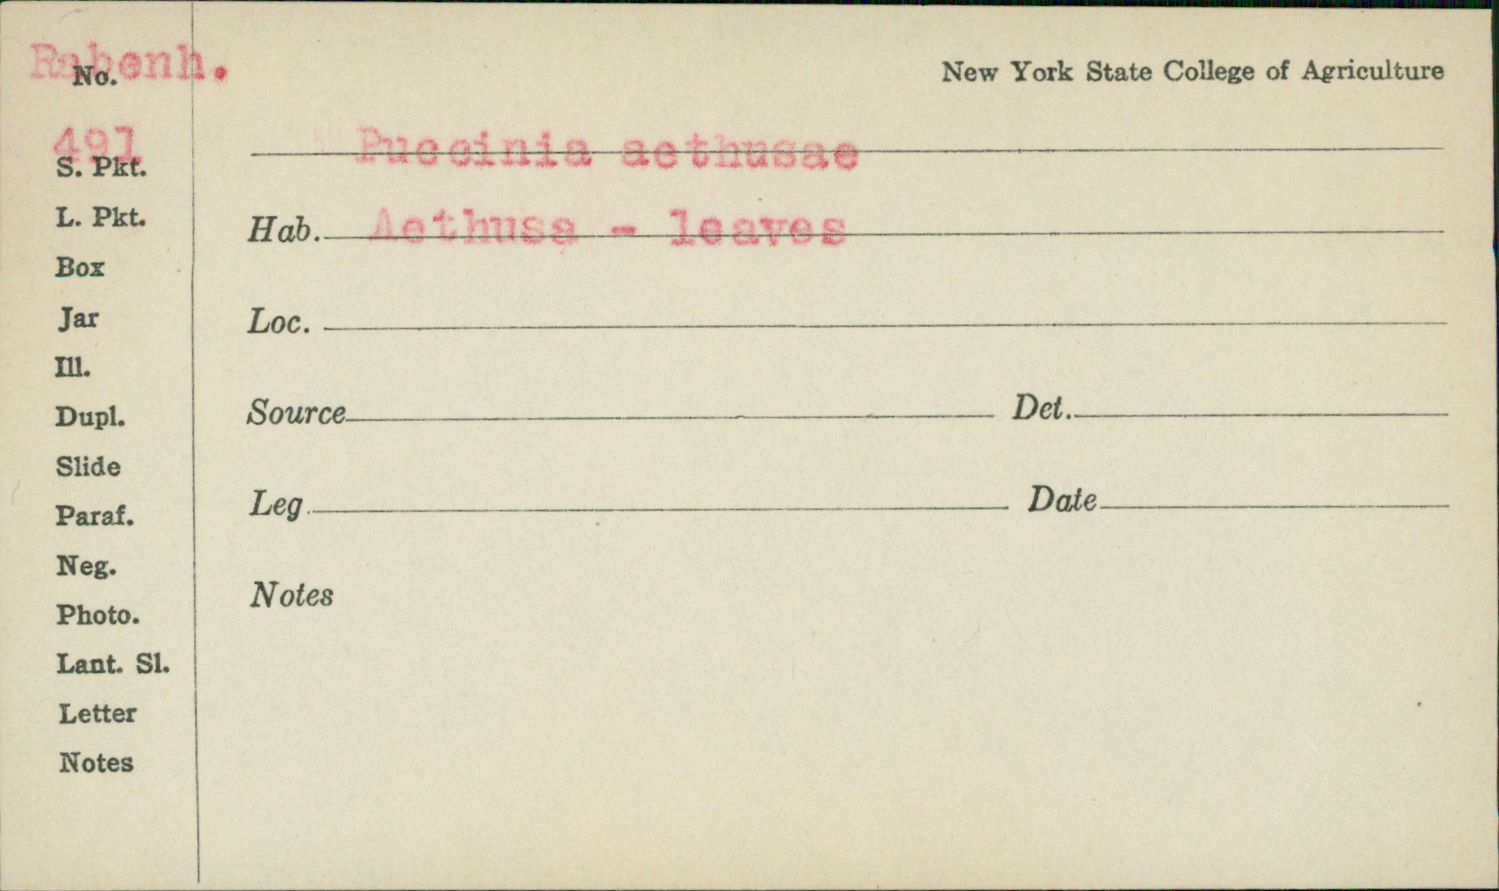 Rabenh.
No.
New York State College of Agriculture
491
Puccinia aethusae
S. Pkt.
L. Pkt.
Hab. Aethusa - leaves
Box
Jar
Loc.
Ill.
Dupl.
Source Det.
Slide
Paraf.
Leg. Date
Neg.
Photo.
Notes
Lant. Sl.
Letter
Notes